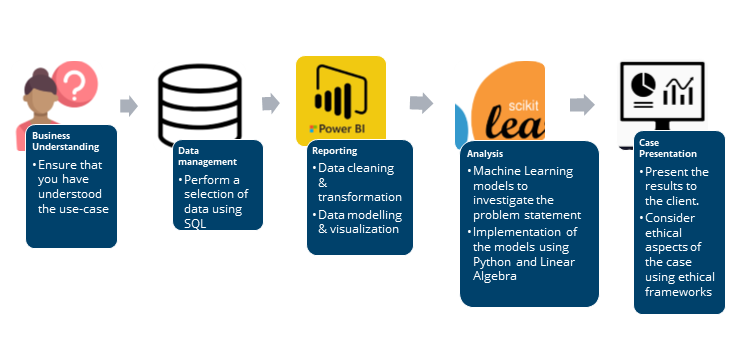 ?
Business
Understanding
• Ensure that
you have
understood
the use-case
Data
management
• Perform a
selection of
data using
SQL
Power BI
Reporting
• Data cleaning
&
transformation
• Data modelling
& visualization
scikit
lea
Analysis
• Machine Learning
models to
investigate the
problem statement
• Implementation of
the models using
Python and Linear
Algebra
Case
Presentation
• Present the
results to
the client.
• Consider
ethical
aspects of
the case
using ethical
frameworks